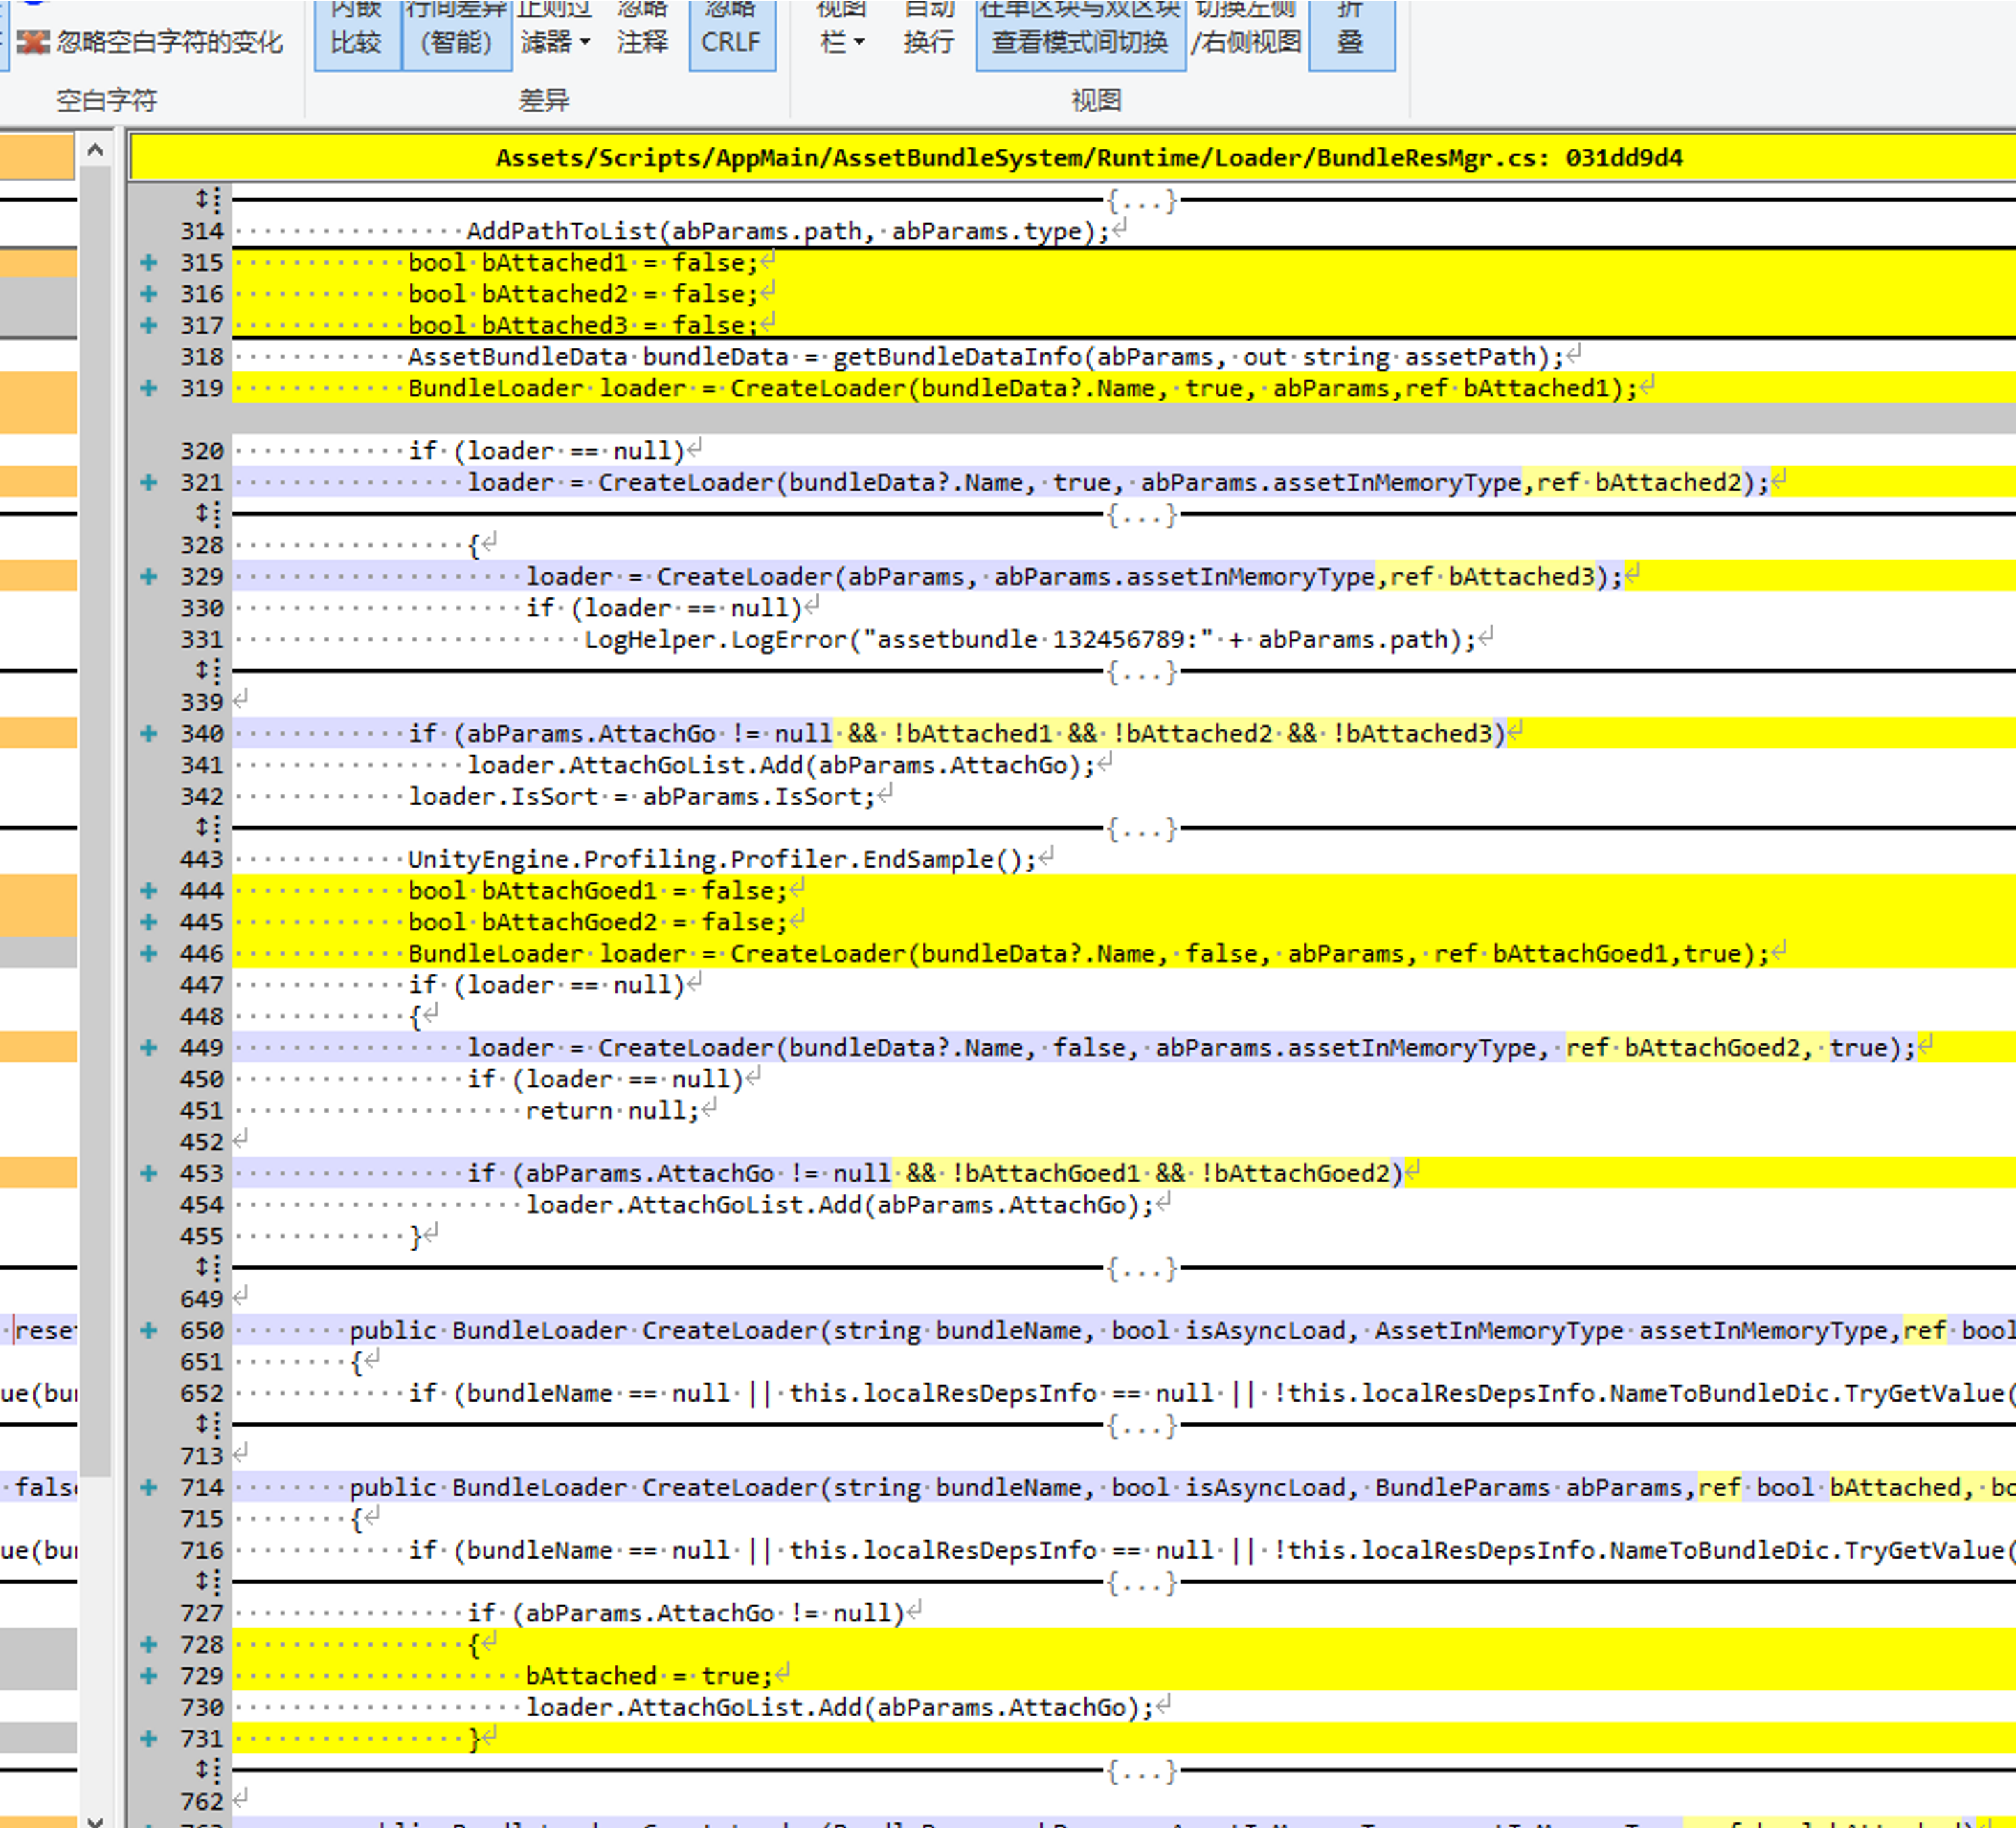 内嵌 行间差异 正则过 忽略 忽略 视图 自动 在单区块与双区块 切换左侧 折
忽略空白字符的变化 比较 (智能) 滤器 注释 CRLF 栏 换行 查看模式间切换 /右侧视图 叠
空白字符 差异 视图
Assets/Scripts/AppMain/AssetBundleSystem/Runtime/Loader/BundleResMgr.cs: 031dd9d4
{...}
314 AddPathToList(abParams.path, abParams.type);
315 bool bAttached1 = false;
316 bool bAttached2 = false;
317 bool bAttached3 = false;
318 AssetBundleData bundleData = getBundleDataInfo(abParams, out string assetPath);
319 BundleLoader loader = CreateLoader(bundleData?.Name, true, abParams,ref bAttached1);
320 if (loader == null)
321 loader = CreateLoader(bundleData?.Name, true, abParams.assetInMemoryType,ref bAttached2);
{...}
328 {
329 loader = CreateLoader(abParams, abParams.assetInMemoryType,ref bAttached3);
330 if (loader == null)
331 LogHelper.LogError("assetbundle 132456789:" + abParams.path);
{...}
339
340 if (abParams.AttachGo != null && !bAttached1 && !bAttached2 && !bAttached3)
341 loader.AttachGoList.Add(abParams.AttachGo);
342 loader.IsSort = abParams.IsSort;
{...}
443 UnityEngine.Profiling.Profiler.EndSample();
444 bool bAttachGoed1 = false;
445 bool bAttachGoed2 = false;
446 BundleLoader loader = CreateLoader(bundleData?.Name, false, abParams, ref bAttachGoed1,true);
447 if (loader == null)
448 {
449 loader = CreateLoader(bundleData?.Name, false, abParams.assetInMemoryType, ref bAttachGoed2, true);
450 if (loader == null)
451 return null;
452
453 if (abParams.AttachGo != null && !bAttachGoed1 && !bAttachGoed2)
454 loader.AttachGoList.Add(abParams.AttachGo);
455 }
{...}
649
650 public BundleLoader CreateLoader(string bundleName, bool isAsyncLoad, AssetInMemoryType assetInMemoryType,ref bool
651 {
652 if (bundleName == null || this.localResDepsInfo == null || !this.localResDepsInfo.NameToBundleDic.TryGetValue(
{...}
713
714 public BundleLoader CreateLoader(string bundleName, bool isAsyncLoad, BundleParams abParams,ref bool bAttached,
715 {
716 if (bundleName == null || this.localResDepsInfo == null || !this.localResDepsInfo.NameToBundleDic.TryGetValue(
{...}
727 if (abParams.AttachGo != null)
728 {
729 bAttached = true;
730 loader.AttachGoList.Add(abParams.AttachGo);
731 }
{...}
762